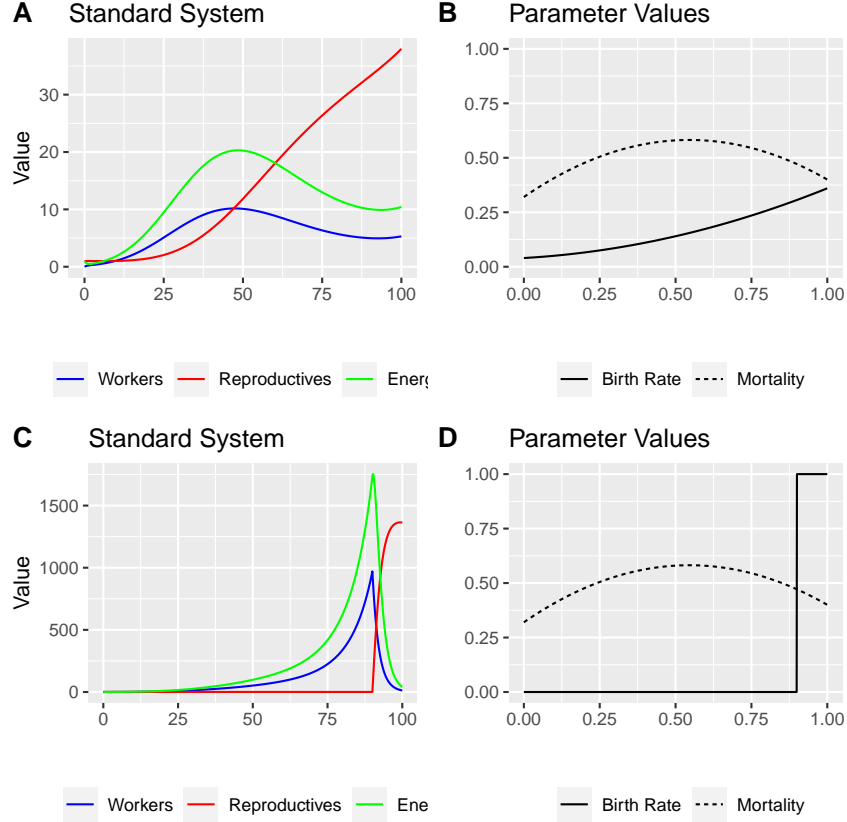 A Standard System
Value
30
20
10
0
0 25 50 75 100
Workers Reproductives Energ
B Parameter Values
1.00
0.75
0.50
0.25
0.00
0.00 0.25 0.50 0.75 1.00
Birth Rate Mortality
C Standard System
Value
1500
1000
500
0
0 25 50 75 100
Workers Reproductives Ene
D Parameter Values
1.00
0.75
0.50
0.25
0.00
0.00 0.25 0.50 0.75 1.00
Birth Rate Mortality